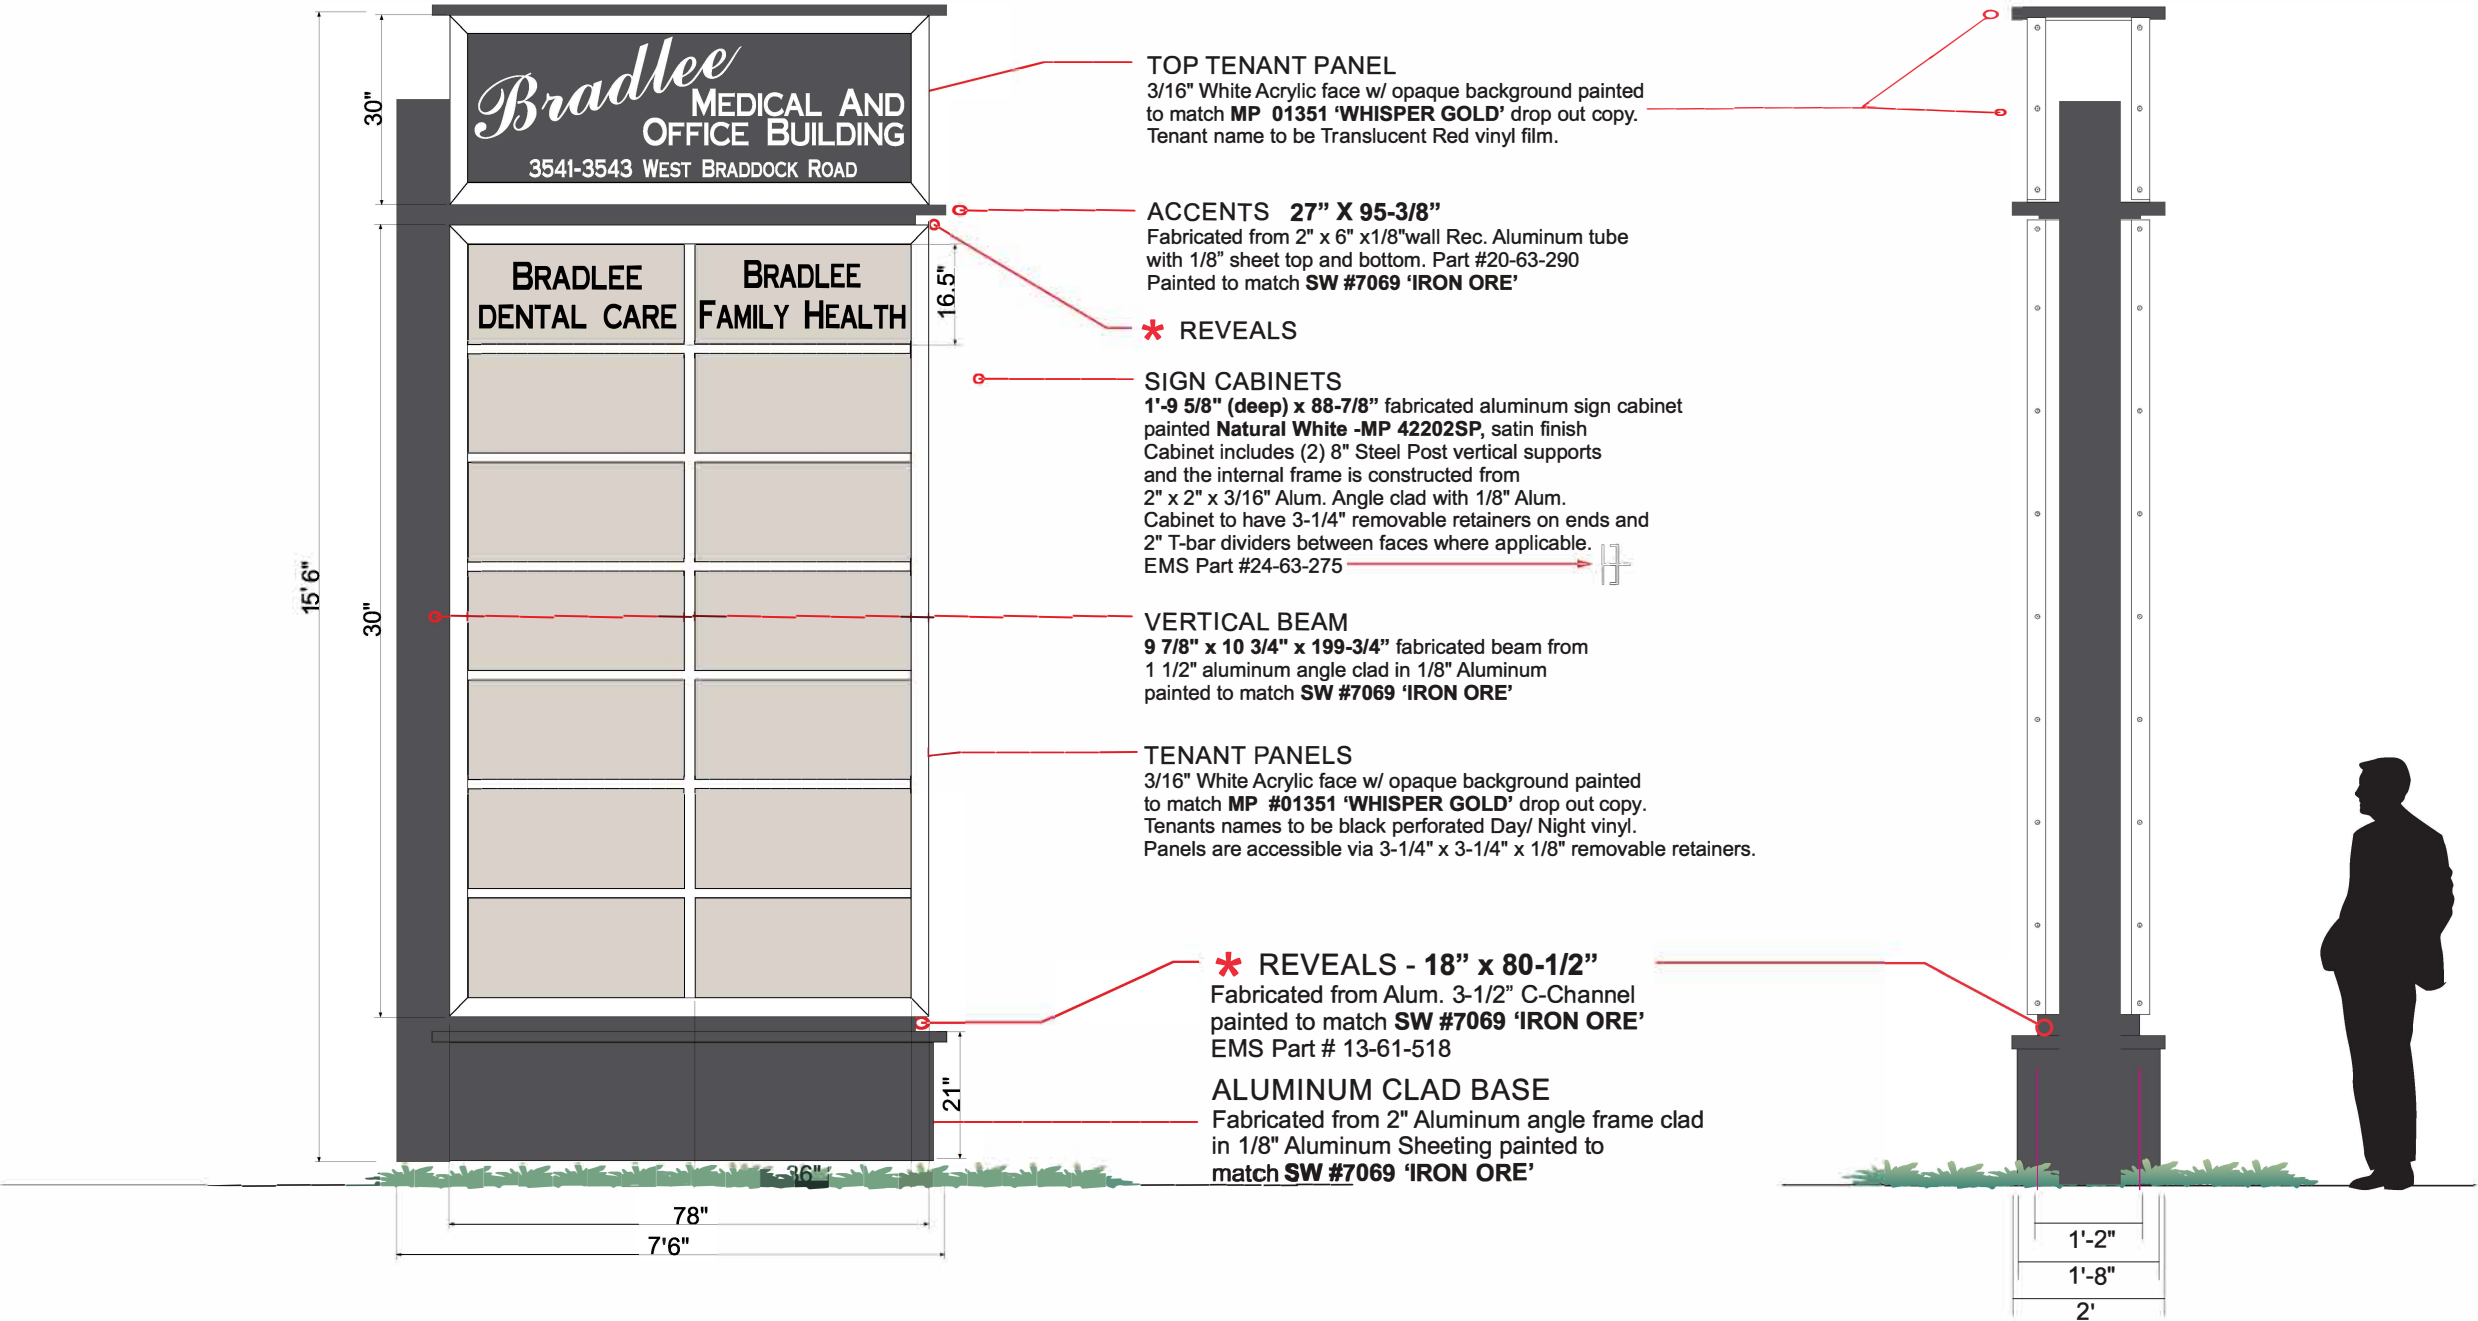 Bradlee
MEDICAL AND
OFFICE BUILDING
3541-3543 WEST BRADDOCK ROAD
30"
BRADLEE
DENTAL CARE
BRADLEE
FAMILY HEALTH
16.5"
15' 6"
30"
21"
36"
78"
7'6"
TOP TENANT PANEL
3/16" White Acrylic face w/ opaque background painted
to match MP 01351 ‘WHISPER GOLD’ drop out copy.
Tenant name to be Translucent Red vinyl film.
ACCENTS 27” X 95-3/8”
Fabricated from 2" x 6" x1/8"wall Rec. Aluminum tube
with 1/8” sheet top and bottom. Part #20-63-290
Painted to match SW #7069 ‘IRON ORE’
* REVEALS
SIGN CABINETS
1'-9 5/8" (deep) x 88-7/8” fabricated aluminum sign cabinet
painted Natural White -MP 42202SP, satin finish
Cabinet includes (2) 8" Steel Post vertical supports
and the internal frame is constructed from
2" x 2" x 3/16" Alum. Angle clad with 1/8" Alum.
Cabinet to have 3-1/4" removable retainers on ends and
2" T-bar dividers between faces where applicable.
EMS Part #24-63-275
VERTICAL BEAM
9 7/8" x 10 3/4" x 199-3/4” fabricated beam from
1 1/2" aluminum angle clad in 1/8" Aluminum
painted to match SW #7069 ‘IRON ORE’
TENANT PANELS
3/16" White Acrylic face w/ opaque background painted
to match MP #01351 ‘WHISPER GOLD’ drop out copy.
Tenants names to be black perforated Day/ Night vinyl.
Panels are accessible via 3-1/4" x 3-1/4" x 1/8" removable retainers.
* REVEALS - 18” x 80-1/2”
Fabricated from Alum. 3-1/2” C-Channel
painted to match SW #7069 ‘IRON ORE’
EMS Part # 13-61-518
ALUMINUM CLAD BASE
Fabricated from 2" Aluminum angle frame clad
in 1/8" Aluminum Sheeting painted to
match SW #7069 ‘IRON ORE’
1'-2"
1'-8"
2'